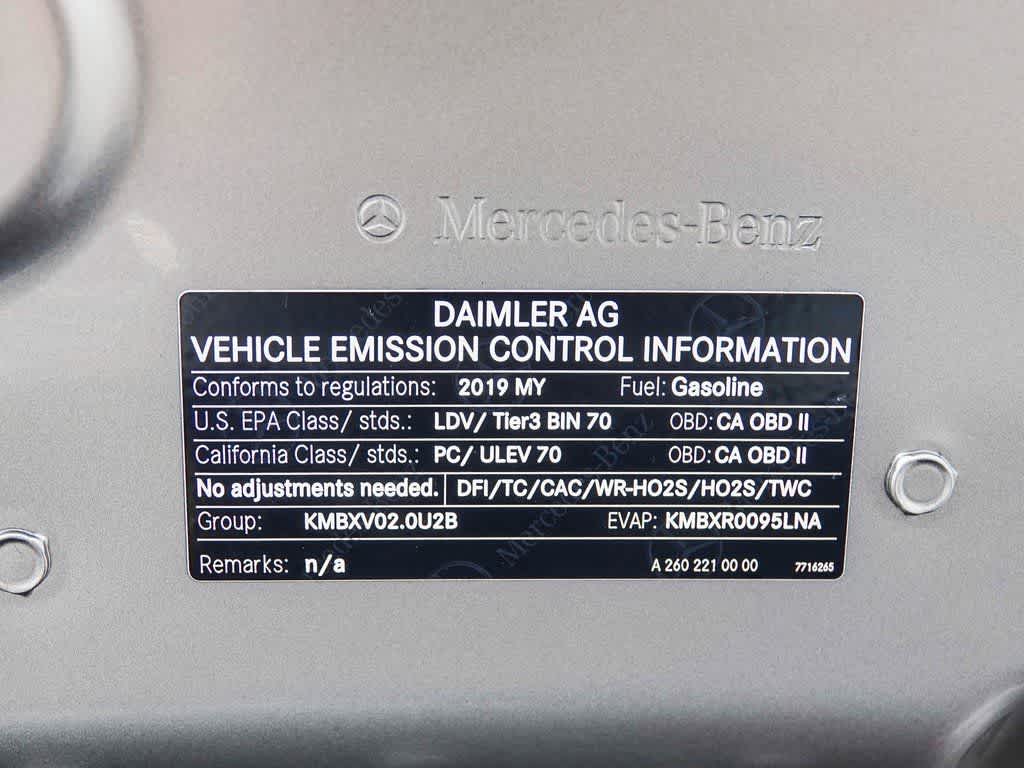 Mercedes-Benz
DAIMLER AG
VEHICLE EMISSION CONTROL INFORMATION
Conforms to regulations: 2019 MY Fuel: Gasoline
U.S. EPA Class/ stds.: LDV/ Tier3 BIN 70 OBD: CA OBD II
California Class/ stds.: PC/ ULEV 70 OBD: CA OBD II
No adjustments needed. DFI/TC/CAC/WR-HO2S/HO2S/TWC
Group: KMBXV02.0U2B EVAP: KMBXR0095LNA
Remarks: n/a A 260 221 00 00 7716265